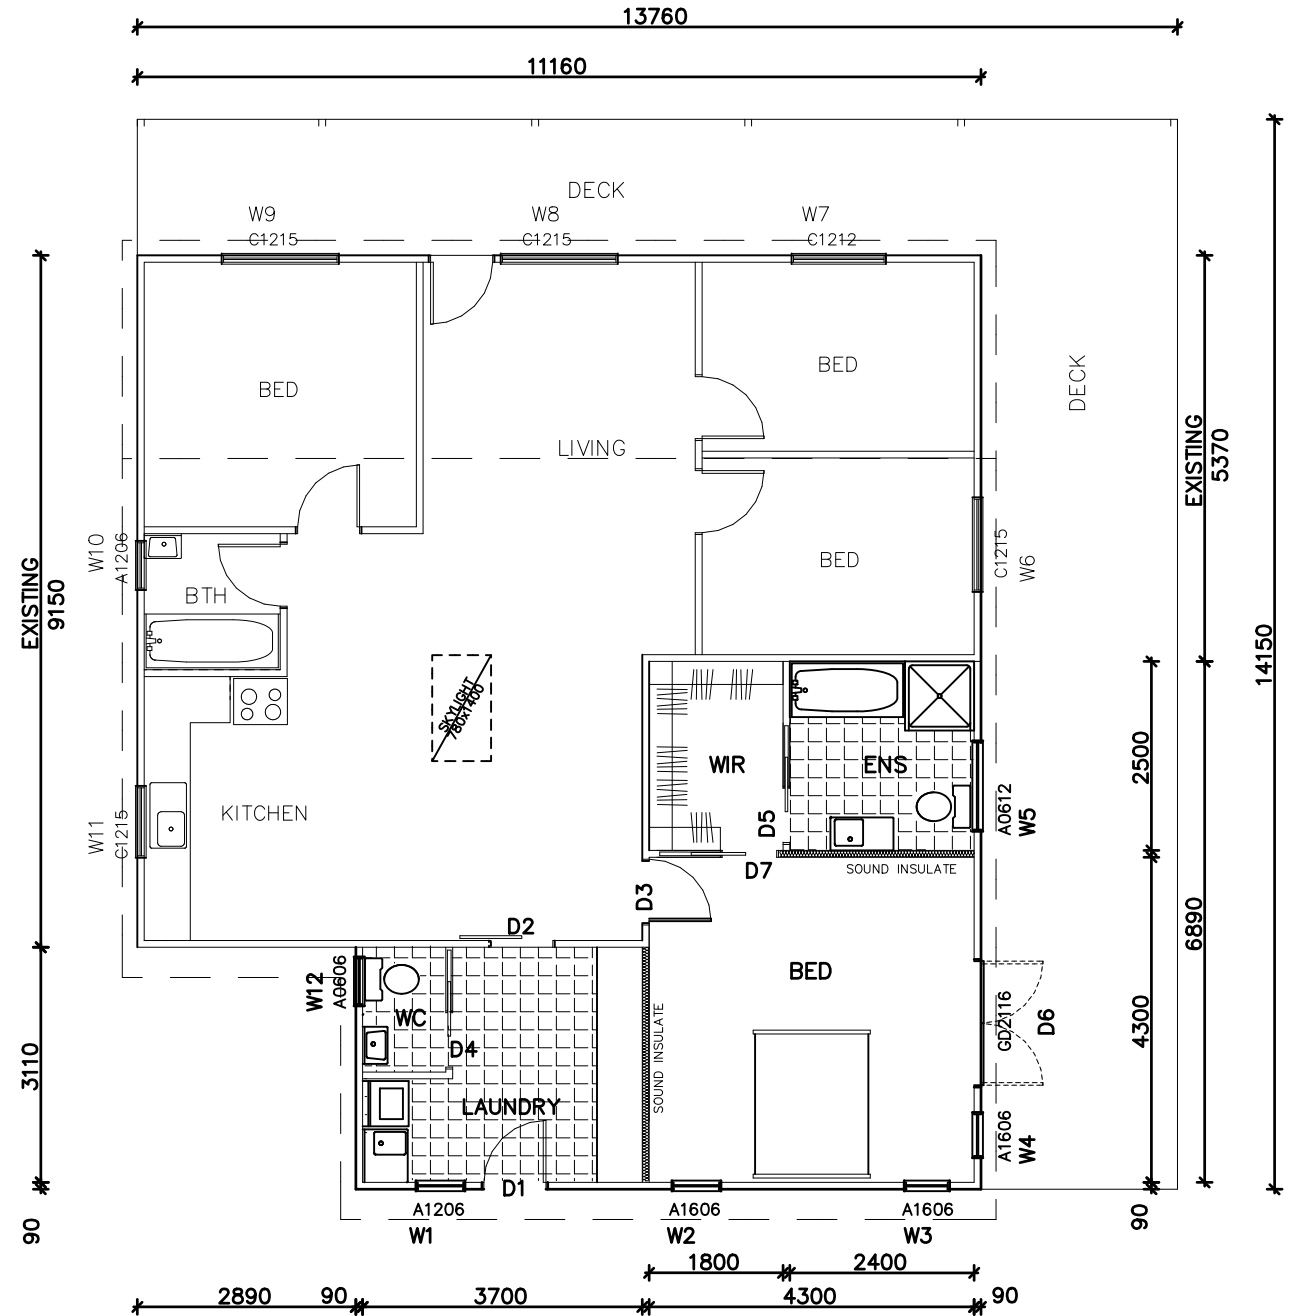 13760
11160
DECK
W9
C1215
W8
C1215
W7
C1212
DECK
BED
BED
LIVING
EXISTING
5370
EXISTING
9150
W10
A1206
BTH
BED
C1215
W6
14150
SKYLIGHT
780x1400
WIR
ENS
2500
D5
A0612
W5
W11
C1215
KITCHEN
D7
SOUND INSULATE
D3
D2
6890
W12
A0606
WC
D4
BED
SOUND INSULATE
GD2116
D6
4300
3110
LAUNDRY
A1606
W4
D1
A1206
W1
A1606
W2
A1606
W3
90
90
1800
2400
2890
90
3700
4300
90